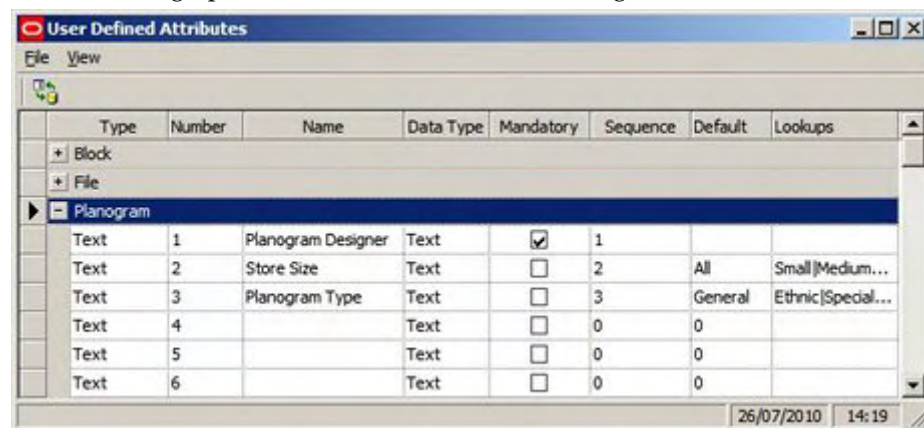 User Defined Attributes
File View
Type Number Name Data Type Mandatory Sequence Default Lookups
Block
File
Planogram
Text 1 Planogram Designer Text 1
Text 2 Store Size Text 2 All Small|Medium...
Text 3 Planogram Type Text 3 General Ethnic|Special...
Text 4 Text 0 0
Text 5 Text 0 0
Text 6 Text 0 0
26/07/2010 14:19